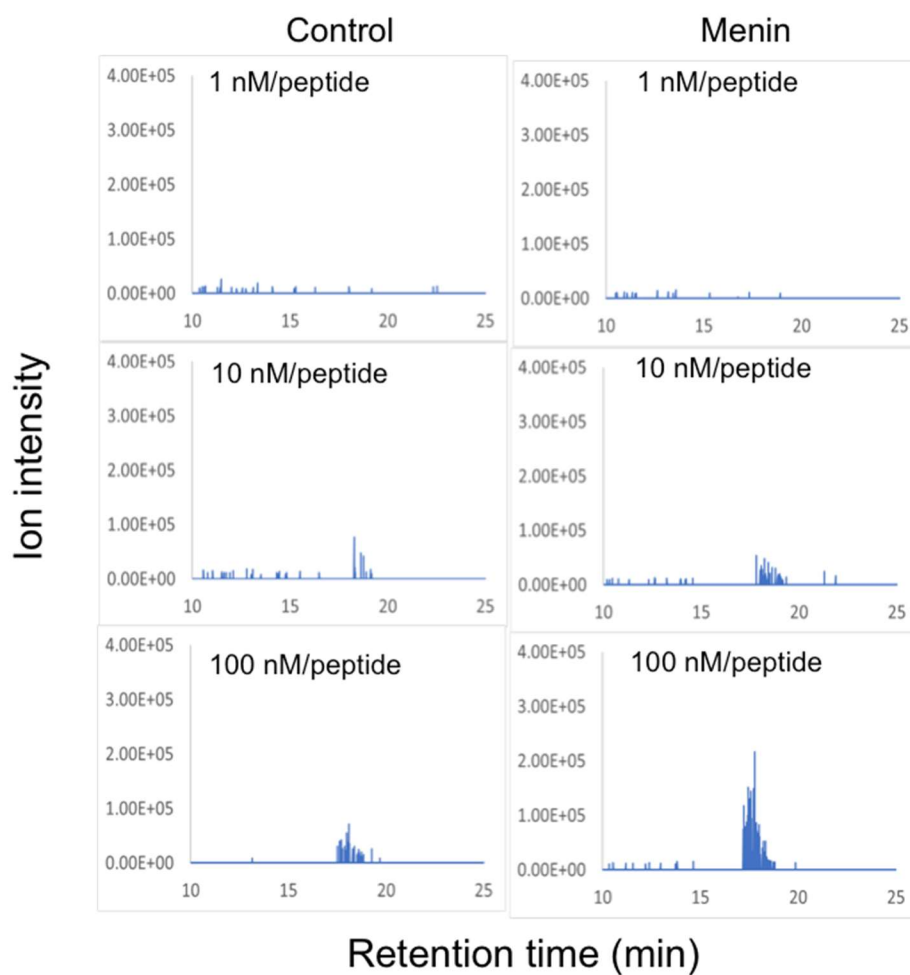 Control Menin
Ion intensity
4.00E+05 1 nM/peptide
3.00E+05
2.00E+05
1.00E+05
0.00E+00
10 15 20 25
4.00E+05 1 nM/peptide
3.00E+05
2.00E+05
1.00E+05
0.00E+00
10 15 20 25
4.00E+05 10 nM/peptide
3.00E+05
2.00E+05
1.00E+05
0.00E+00
10 15 20 25
4.00E+05 10 nM/peptide
3.00E+05
2.00E+05
1.00E+05
0.00E+00
10 15 20 25
4.00E+05 100 nM/peptide
3.00E+05
2.00E+05
1.00E+05
0.00E+00
10 15 20 25
4.00E+05 100 nM/peptide
3.00E+05
2.00E+05
1.00E+05
0.00E+00
10 15 20 25
Retention time (min)